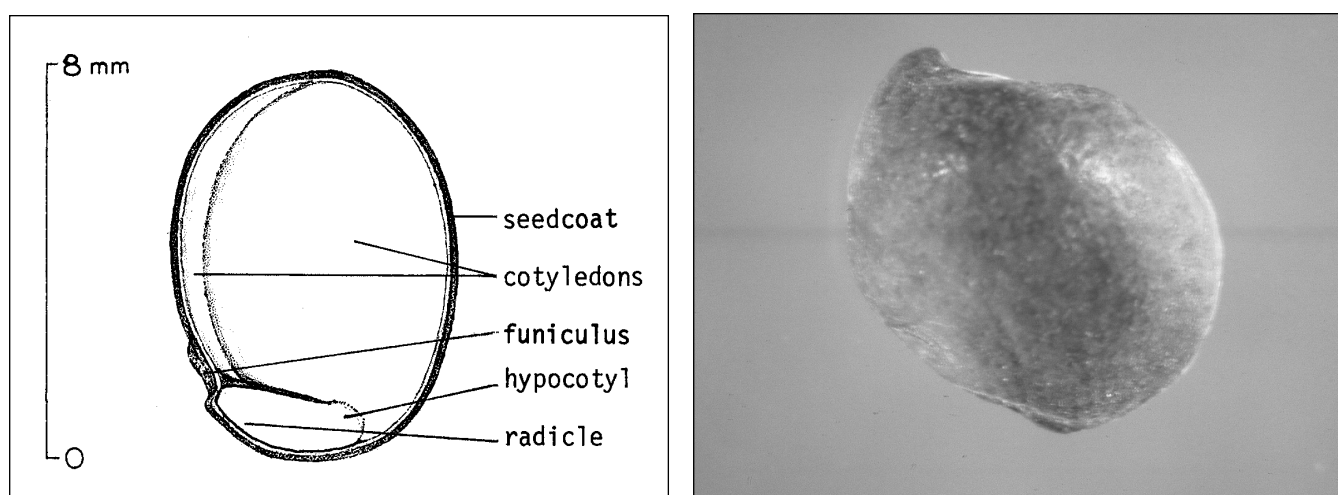 8 mm
seedcoat
cotyledons
funiculus
hypocotyl
radicle
0